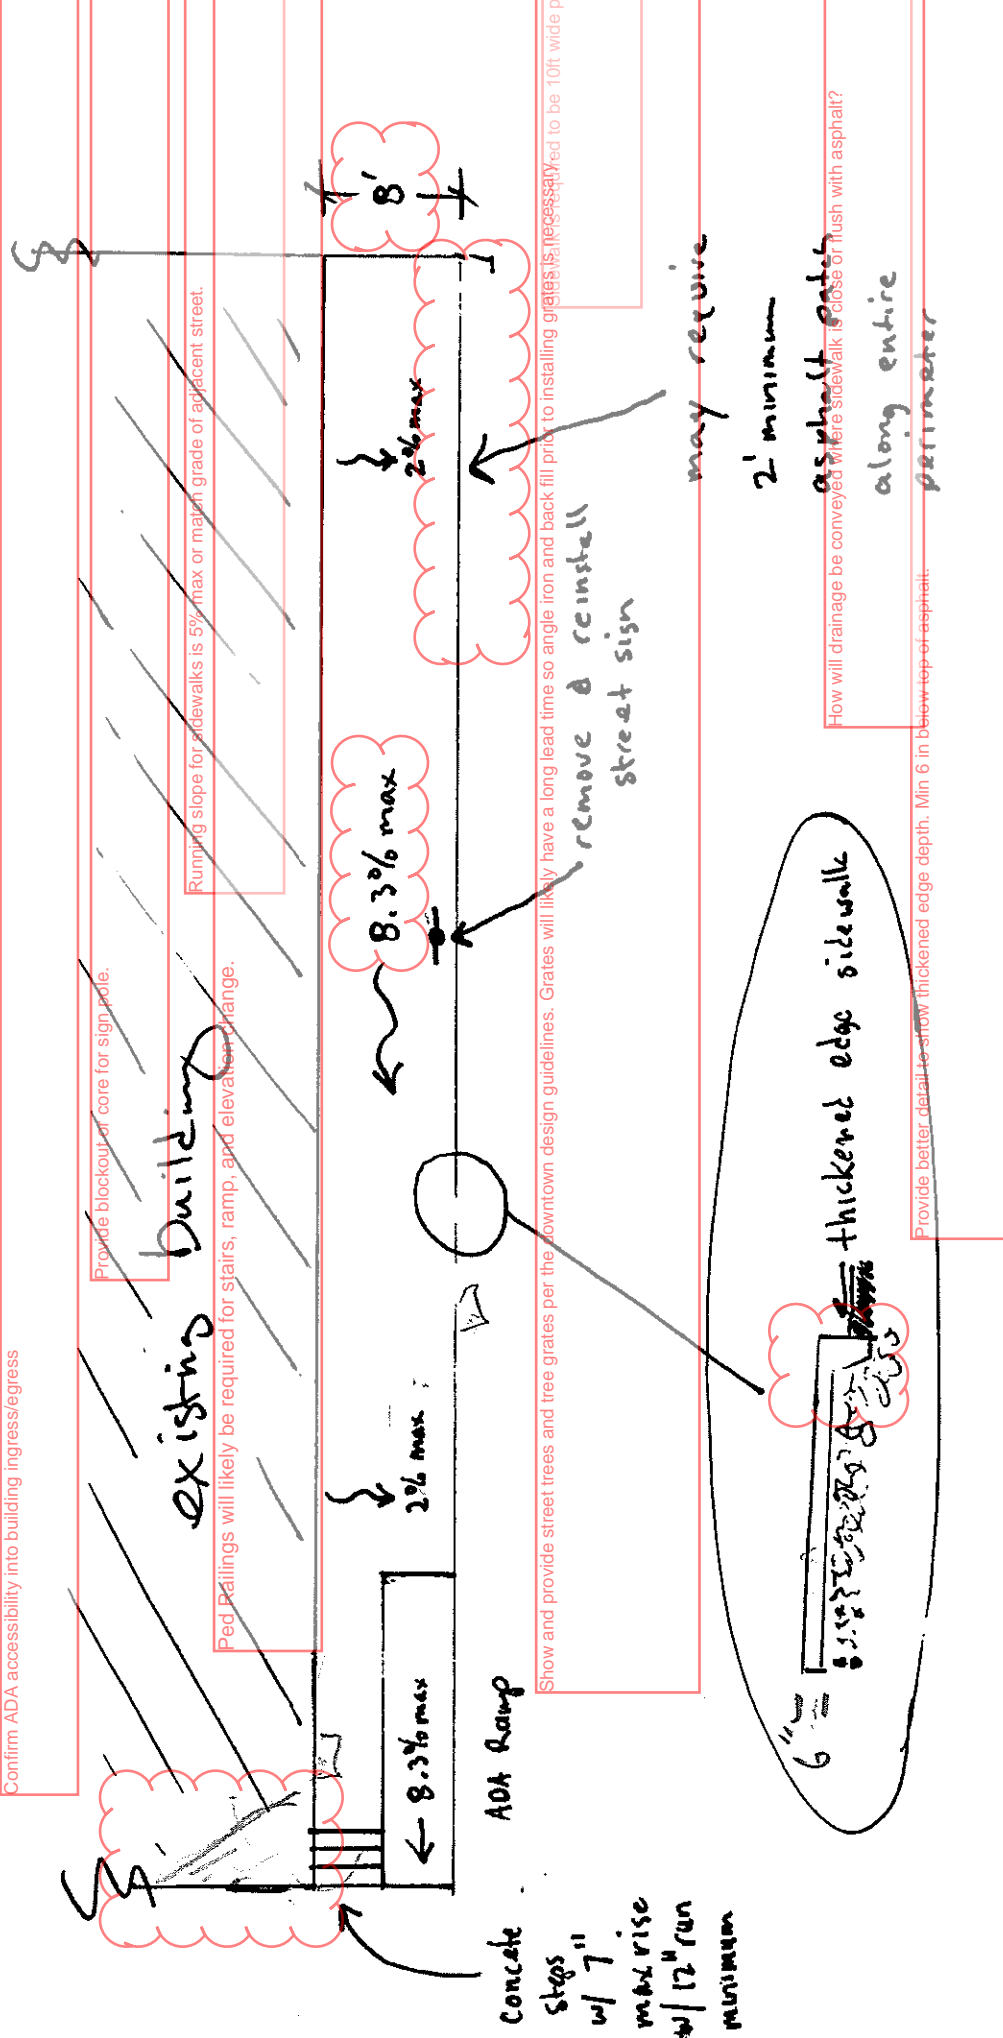 Confirm ADA accessibility into building ingress/egress
Provide blockout or core for sign pole.
Running slope for sidewalks is 5% max or match grade of adjacent street.
Ped Railings will likely be required for stairs, ramp, and elevation change.
existing building
8'
2% max
8.3% max
2% max
← 8.3% max
ADA Ramp
Concrete
steps
w/ 7"
max rise
w/ 12" run
minimum
Show and provide street trees and tree grates per the downtown design guidelines. Grates will likely have a long lead time so angle iron and back fill prior to installing grates is necessary.
Sidewalk is required to be 10ft wide
remove & reinstall
street sign
may require
2' minimum
asphalt patch
along entire
perimeter
How will drainage be conveyed where sidewalk is close or flush with asphalt?
Provide better detail to show thickened edge depth. Min 6 in below top of asphalt.
6"
thickened edge sidewalk